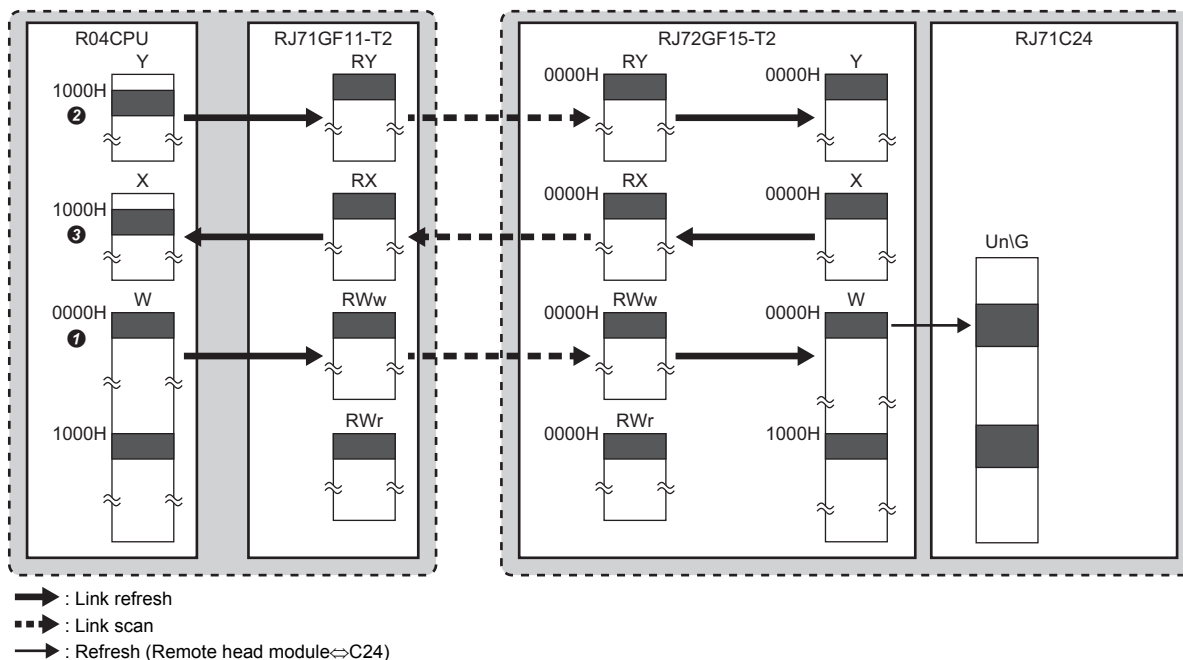 R04CPU
RJ71GF11-T2
RJ72GF15-T2
RJ71C24
Y
RY
RY
Y
1000H
0000H
0000H
❷
X
RX
RX
X
1000H
0000H
0000H
❸
Un\G
W
RWw
RWw
W
0000H
0000H
0000H
❶
RWr
RWr
1000H
0000H
1000H
: Link refresh
: Link scan
: Refresh (Remote head module⇔C24)